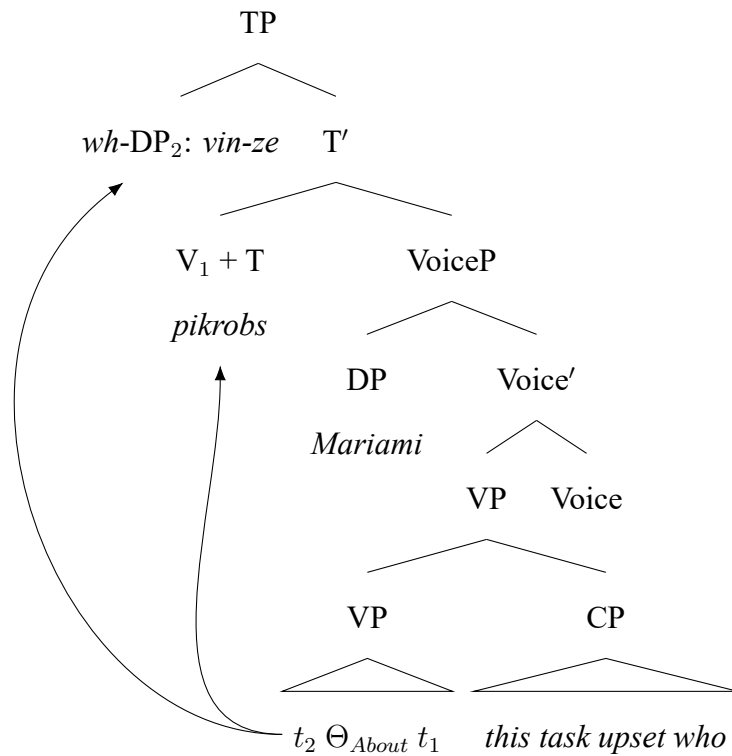 TP
wh-DP₂: vin-ze T′
V₁ + T VoiceP
pikrobs
DP Voice′
Mariami
VP Voice
VP CP
t₂ Θ_About t₁ this task upset who